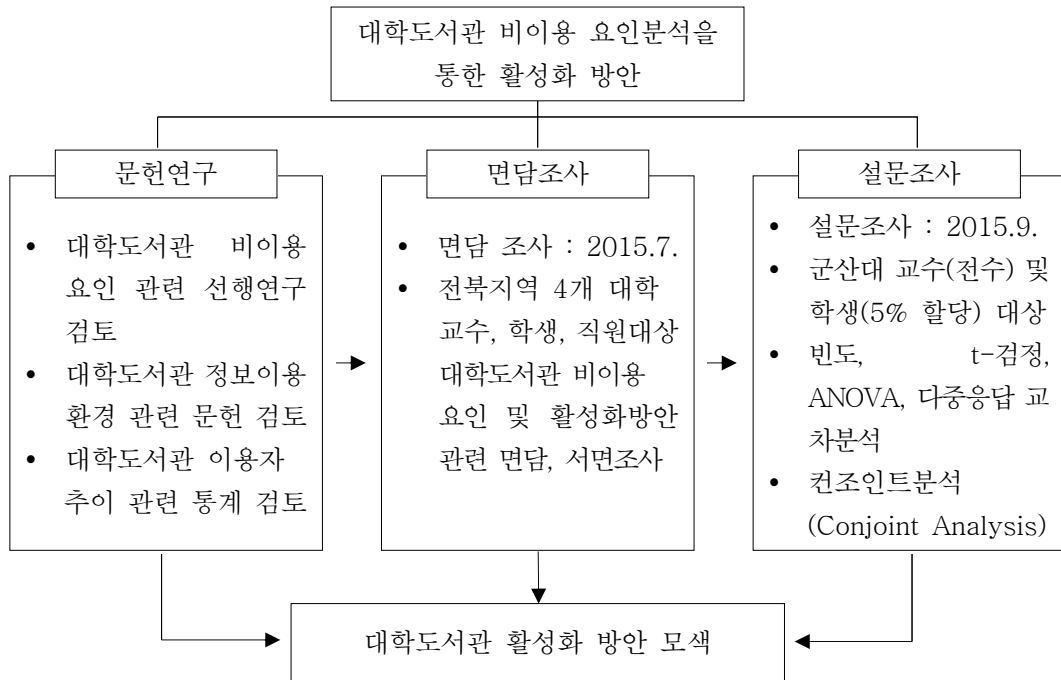 대학도서관 비이용 요인분석을
통한 활성화 방안
문헌연구
• 대학도서관 비이용
요인 관련 선행연구
검토
• 대학도서관 정보이용
환경 관련 문헌 검토
• 대학도서관 이용자
추이 관련 통계 검토
면담조사
• 면담 조사 : 2015.7.
• 전북지역 4개 대학
교수, 학생, 직원대상
대학도서관 비이용
요인 및 활성화방안
관련 면담, 서면조사
설문조사
• 설문조사 : 2015.9.
• 군산대 교수(전수) 및
학생(5% 할당) 대상
• 빈도, t-검정,
ANOVA, 다중응답 교
차분석
• 컨조인트분석
(Conjoint Analysis)
대학도서관 활성화 방안 모색